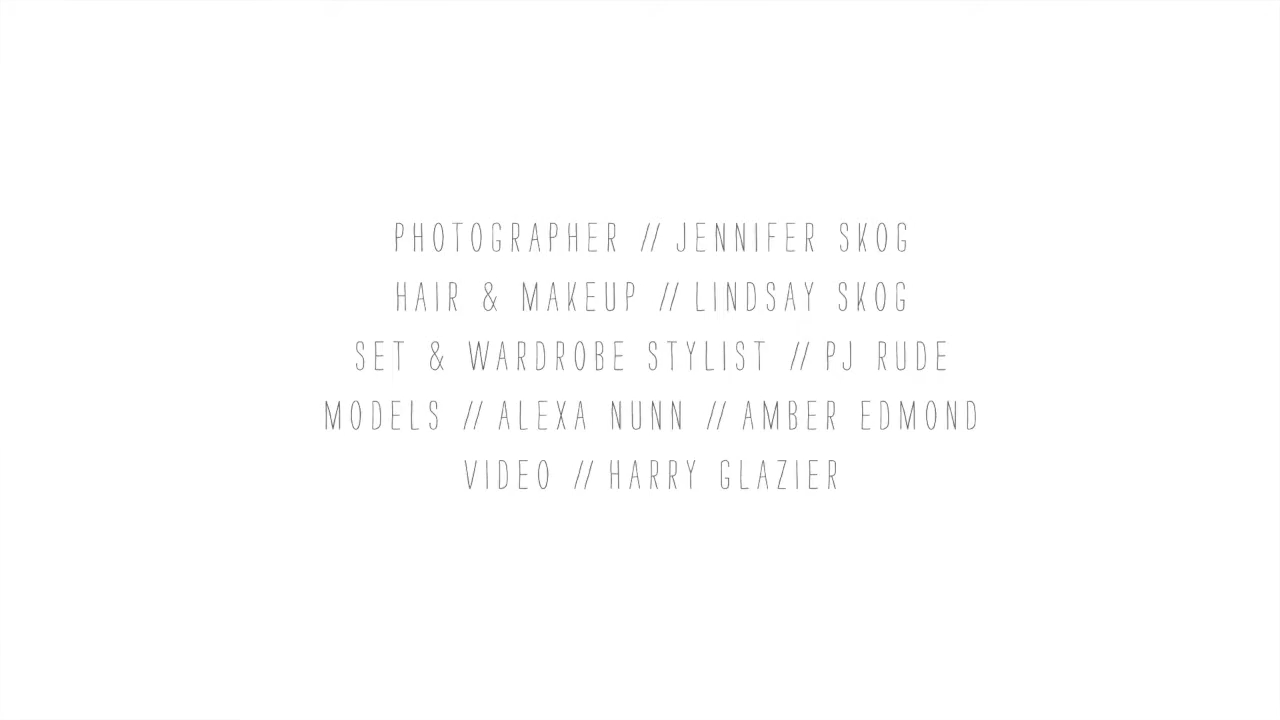 PHOTOGRAPHER // JENNIFER SKOG
HAIR & MAKEUP // LINDSAY SKOG
SET & WARDROBE STYLIST // PJ RUDE
MODELS // ALEXA NUNN // AMBER EDMOND
VIDEO // HARRY GLAZIER